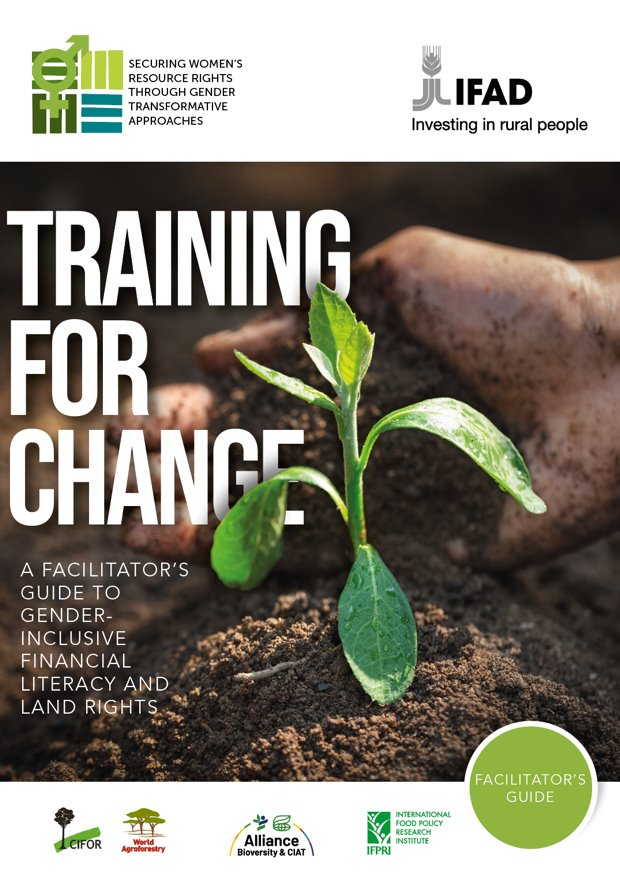 SECURING WOMEN'S
RESOURCE RIGHTS
THROUGH GENDER
TRANSFORMATIVE
APPROACHES
IFAD
Investing in rural people
TRAINING
FOR
CHANGE
A FACILITATOR'S
GUIDE TO
GENDER-
INCLUSIVE
FINANCIAL
LITERACY AND
LAND RIGHTS
FACILITATOR'S
GUIDE
CIFOR
World
Agroforestry
Alliance
Bioversity & CIAT
IFPRI
INTERNATIONAL
FOOD POLICY
RESEARCH
INSTITUTE